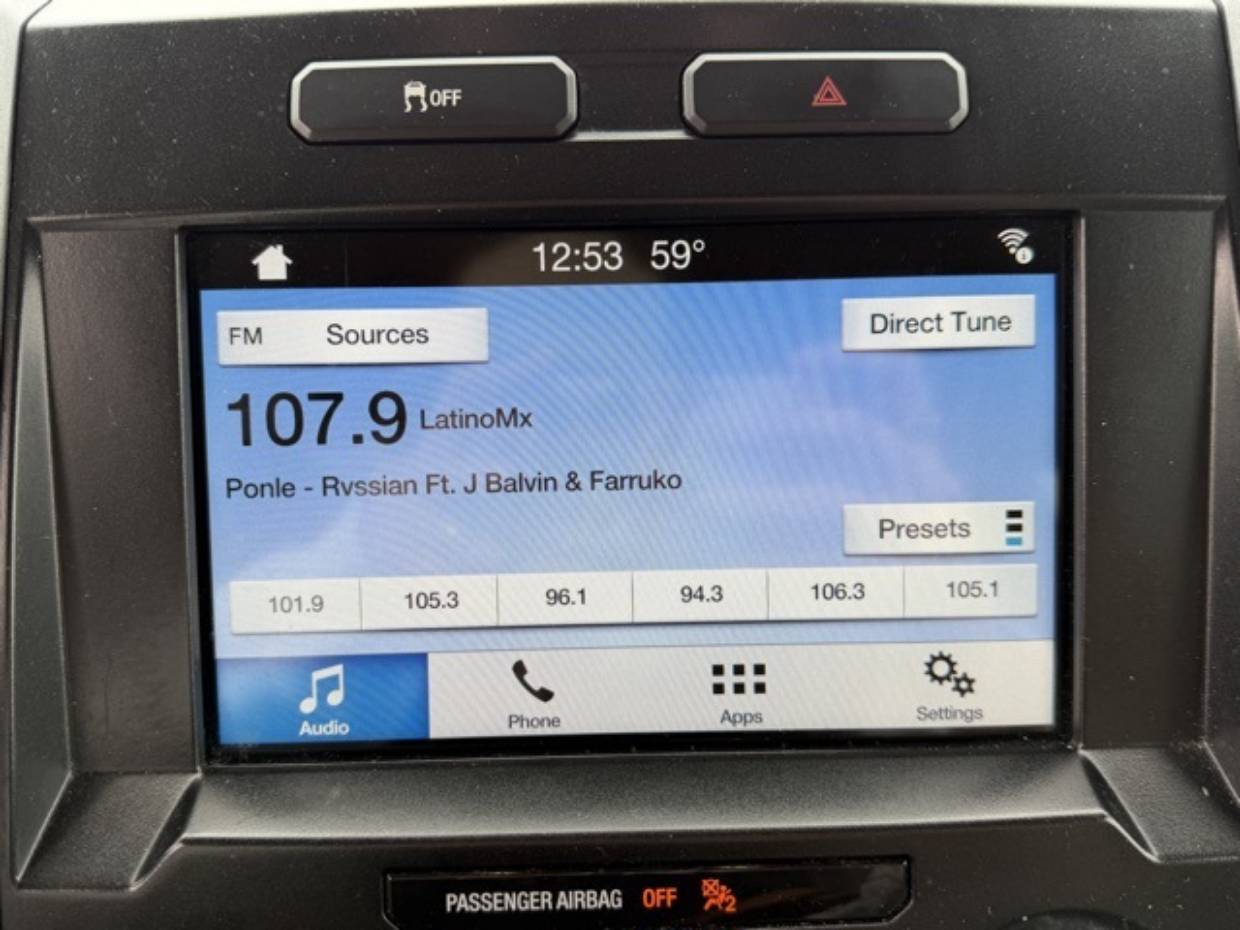 OFF
12:53 59°
FM Sources
Direct Tune
107.9 LatinoMx
Ponle - Rvssian Ft. J Balvin & Farruko
Presets
101.9 105.3 96.1 94.3 106.3 105.1
Audio Phone Apps Settings
PASSENGER AIRBAG OFF 2